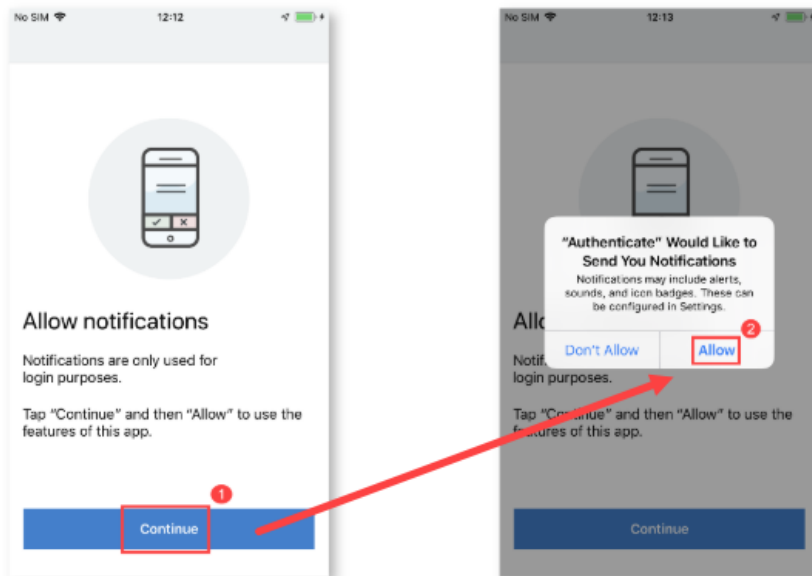 No SIM 12:12
Allow notifications
Notifications are only used for
login purposes.
Tap "Continue" and then "Allow" to use the
features of this app.
1
Continue
No SIM 12:13
"Authenticate" Would Like to
Send You Notifications
Notifications may include alerts,
sounds, and icon badges. These can
be configured in Settings.
2
Don't Allow Allow
login purposes.
Tap "Continue" and then "Allow" to use the
features of this app.
Continue